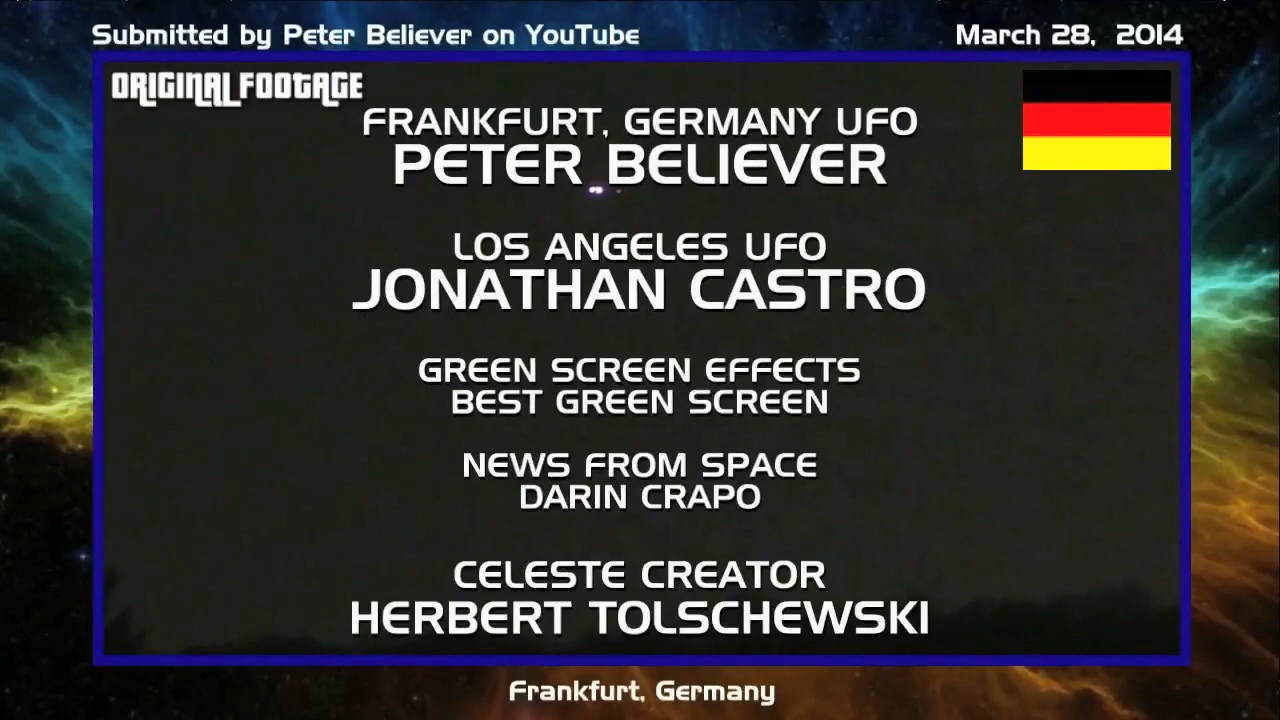 Submitted by Peter Believer on YouTube
March 28, 2014
ORIGINAL FOOTAGE
FRANKFURT, GERMANY UFO
PETER BELIEVER
LOS ANGELES UFO
JONATHAN CASTRO
GREEN SCREEN EFFECTS
BEST GREEN SCREEN
NEWS FROM SPACE
DARIN CRAPO
CELESTE CREATOR
HERBERT TOLSCHEWSKI
Frankfurt, Germany